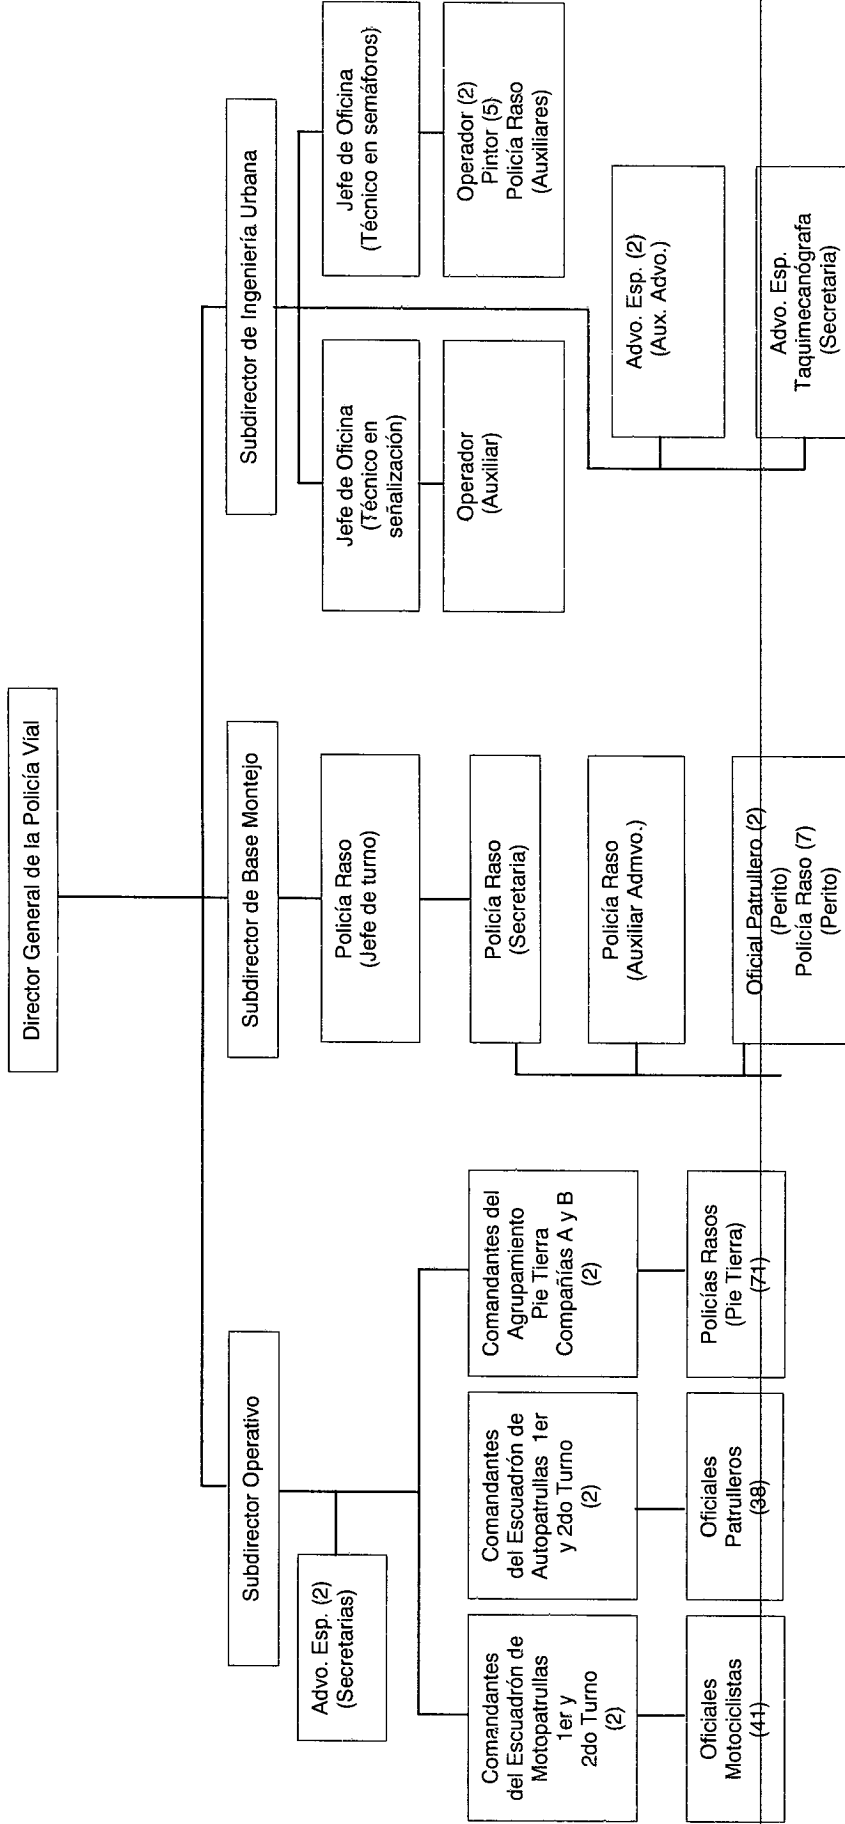 Director General de la Policía Vial
Subdirector Operativo
Advo. Esp. (2)
(Secretarias)
Comandantes
del Escuadrón de
Motopatrullas
1er y
2do Turno
(2)
Oficiales
Motociclistas
(41)
Comandantes
del Escuadrón de
Autopatrullas 1er
y 2do Turno
(2)
Oficiales
Patrulleros
(38)
Comandantes del
Agrupamiento
Pie Tierra
Compañías A y B
(2)
Policías Rasos
(Pie Tierra)
(71)
Subdirector de Base Montejo
Policía Raso
(Jefe de turno)
Policía Raso
(Secretaria)
Policía Raso
(Auxiliar Admvo.)
Oficial Patrullero (2)
(Perito)
Policía Raso (7)
(Perito)
Subdirector de Ingeniería Urbana
Jefe de Oficina
(Técnico en
señalización)
Operador
(Auxiliar)
Jefe de Oficina
(Técnico en semáforos)
Operador (2)
Pintor (5)
Policía Raso
(Auxiliares)
Advo. Esp. (2)
(Aux. Advo.)
Advo. Esp.
Taquimecanógrafa
(Secretaria)